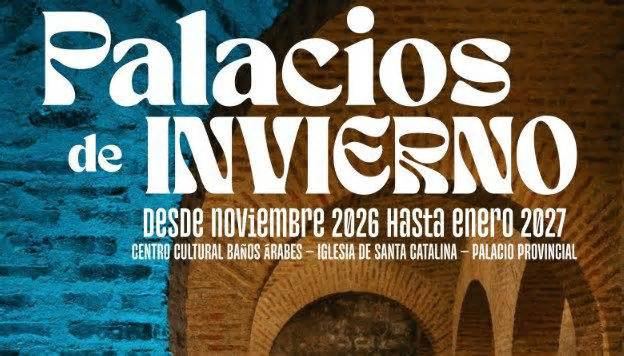 Palacios
de INVIERNO
Desde noviembre 2026 Hasta enero 2027
CENTRO CULTURAL BAÑOS ÁRABES – IGLESIA DE SANTA CATALINA – PALACIO PROVINCIAL